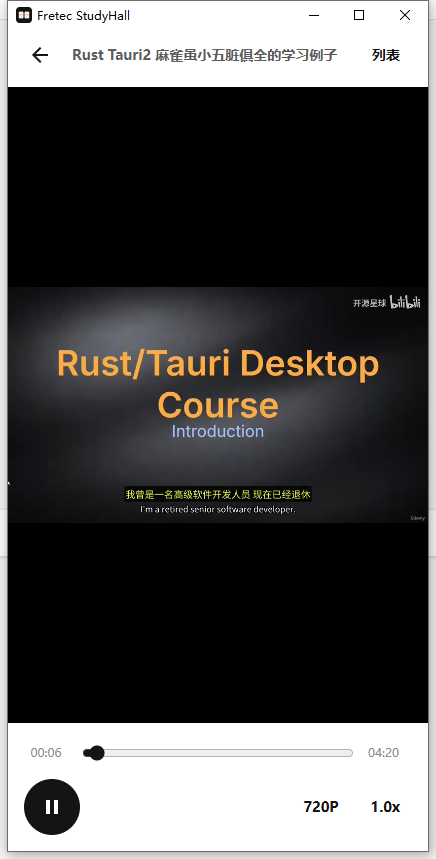 Fretec StudyHall
Rust Tauri2 麻雀虽小五脏俱全的学习例子
列表
开源星球 bilibili
Rust/Tauri Desktop
Course
Introduction
我曾是一名高级软件开发人员 现在已经退休
I'm a retired senior software developer.
Udemy
00:06
04:20
720P
1.0x